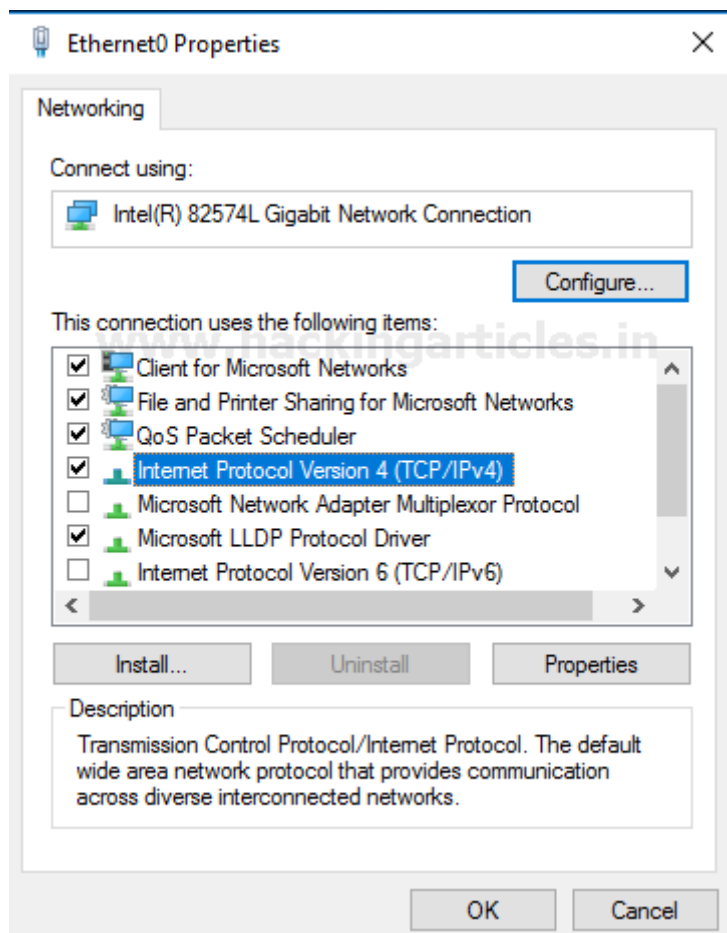 Ethernet0 Properties
Networking
Connect using:
Intel(R) 82574L Gigabit Network Connection
Configure...
This connection uses the following items:
www.hackingarticles.in
Client for Microsoft Networks
File and Printer Sharing for Microsoft Networks
QoS Packet Scheduler
Internet Protocol Version 4 (TCP/IPv4)
Microsoft Network Adapter Multiplexor Protocol
Microsoft LLDP Protocol Driver
Internet Protocol Version 6 (TCP/IPv6)
Install... Uninstall Properties
Description
Transmission Control Protocol/Internet Protocol. The default
wide area network protocol that provides communication
across diverse interconnected networks.
OK Cancel